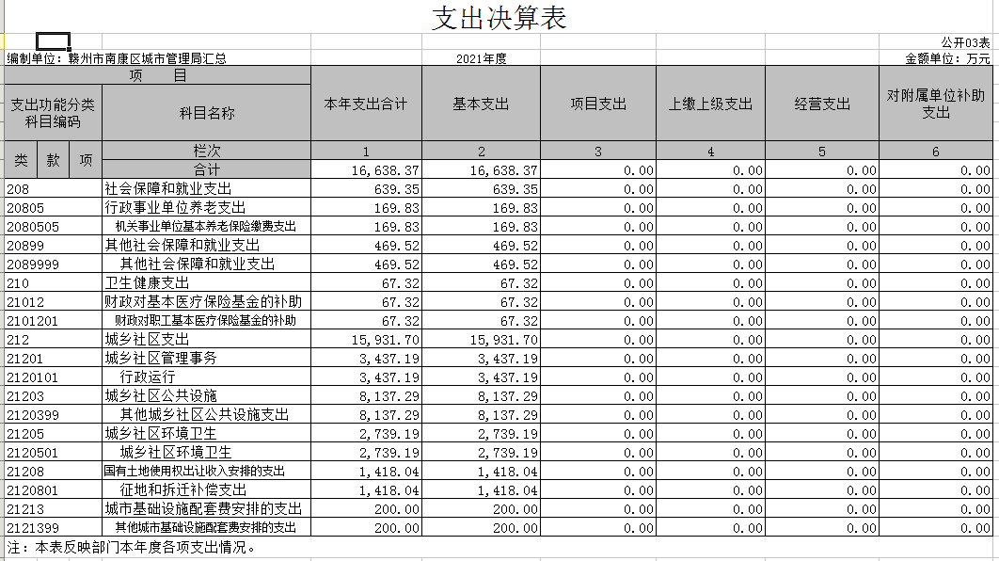 支出决算表
公开03表
编制单位：赣州市南康区城市管理局汇总 2021年度 金额单位：万元
项 目 本年支出合计 基本支出 项目支出 上缴上级支出 经营支出 对附属单位补助支出
支出功能分类科目编码 科目名称
类 款 项 栏次 1 2 3 4 5 6
合计 16,638.37 16,638.37 0.00 0.00 0.00 0.00
208 社会保障和就业支出 639.35 639.35 0.00 0.00 0.00 0.00
20805 行政事业单位养老支出 169.83 169.83 0.00 0.00 0.00 0.00
2080505 机关事业单位基本养老保险缴费支出 169.83 169.83 0.00 0.00 0.00 0.00
20899 其他社会保障和就业支出 469.52 469.52 0.00 0.00 0.00 0.00
2089999 其他社会保障和就业支出 469.52 469.52 0.00 0.00 0.00 0.00
210 卫生健康支出 67.32 67.32 0.00 0.00 0.00 0.00
21012 财政对基本医疗保险基金的补助 67.32 67.32 0.00 0.00 0.00 0.00
2101201 财政对职工基本医疗保险基金的补助 67.32 67.32 0.00 0.00 0.00 0.00
212 城乡社区支出 15,931.70 15,931.70 0.00 0.00 0.00 0.00
21201 城乡社区管理事务 3,437.19 3,437.19 0.00 0.00 0.00 0.00
2120101 行政运行 3,437.19 3,437.19 0.00 0.00 0.00 0.00
21203 城乡社区公共设施 8,137.29 8,137.29 0.00 0.00 0.00 0.00
2120399 其他城乡社区公共设施支出 8,137.29 8,137.29 0.00 0.00 0.00 0.00
21205 城乡社区环境卫生 2,739.19 2,739.19 0.00 0.00 0.00 0.00
2120501 城乡社区环境卫生 2,739.19 2,739.19 0.00 0.00 0.00 0.00
21208 国有土地使用权出让收入安排的支出 1,418.04 1,418.04 0.00 0.00 0.00 0.00
2120801 征地和拆迁补偿支出 1,418.04 1,418.04 0.00 0.00 0.00 0.00
21213 城市基础设施配套费安排的支出 200.00 200.00 0.00 0.00 0.00 0.00
2121399 其他城市基础设施配套费安排的支出 200.00 200.00 0.00 0.00 0.00 0.00
注：本表反映部门本年度各项支出情况。